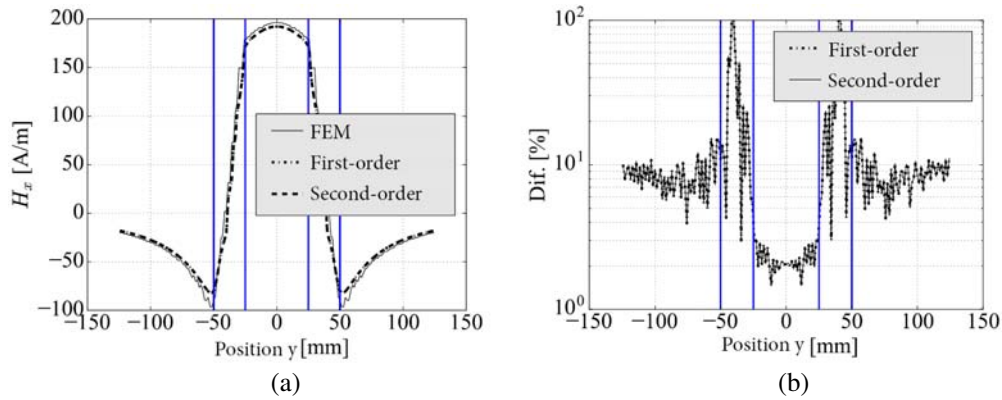 200
150
100
50
0
−50
−100
−150
−100
−50
0
50
100
150
H_x [A/m]
Position y [mm]
FEM
First-order
Second-order
(a)
10^2
10^1
10^0
−150
−100
−50
0
50
100
150
Dif. [%]
Position y [mm]
First-order
Second-order
(b)